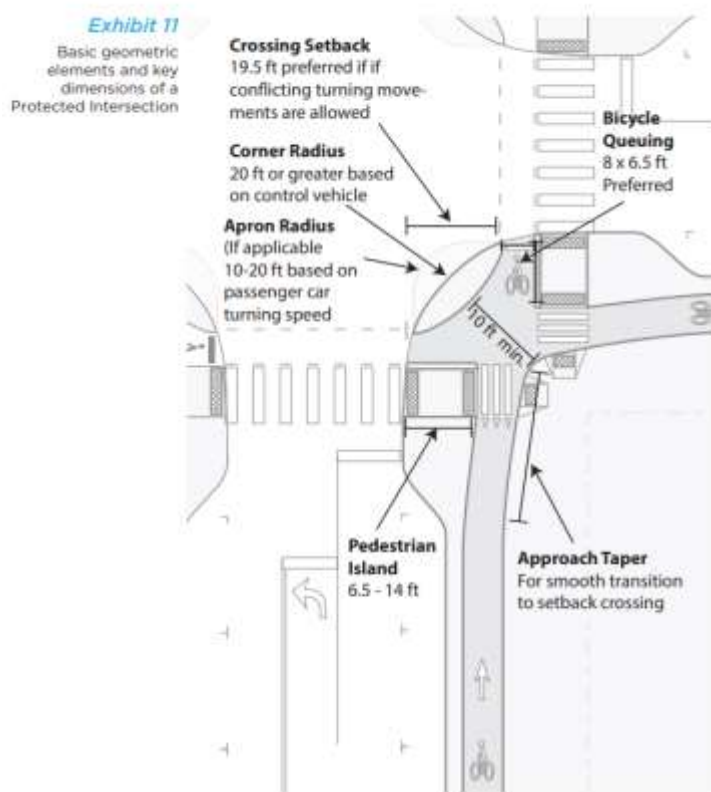 Exhibit 11
Basic geometric
elements and key
dimensions of a
Protected Intersection
Crossing Setback
19.5 ft preferred if if
conflicting turning move-
ments are allowed
Corner Radius
20 ft or greater based
on control vehicle
Apron Radius
(If applicable
10-20 ft based on
passenger car
turning speed
Bicycle
Queuing
8 x 6.5 ft
Preferred
10 ft min.
Pedestrian
Island
6.5 - 14 ft
Approach Taper
For smooth transition
to setback crossing